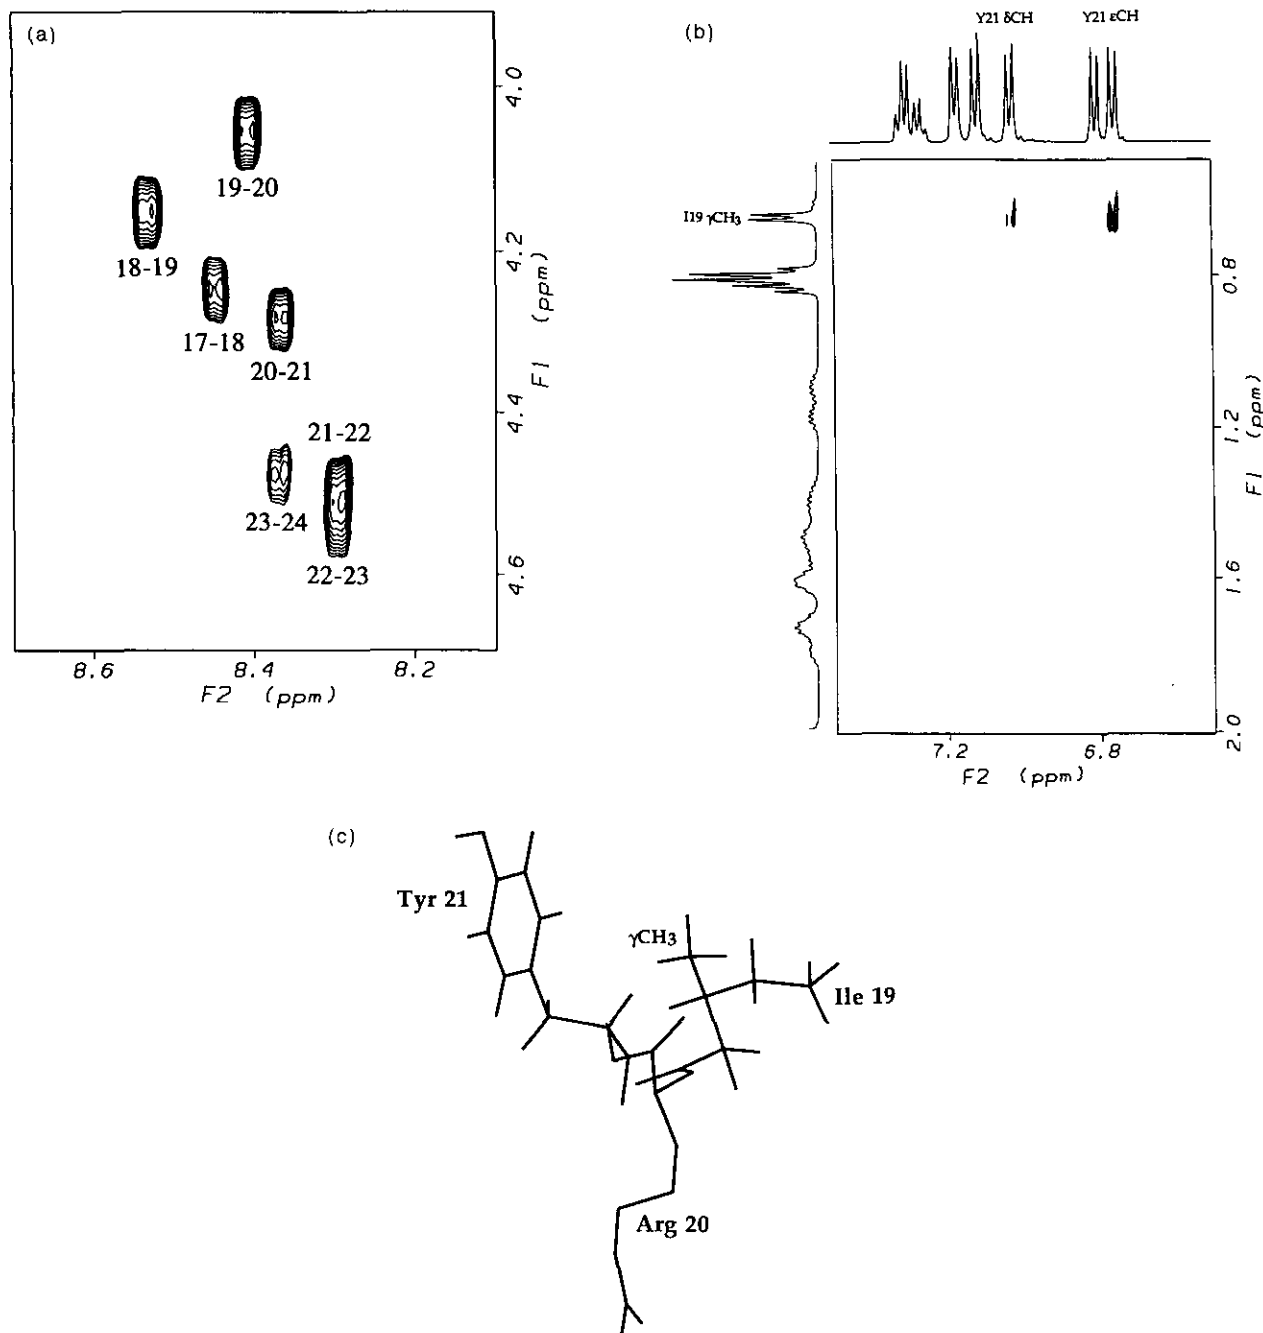 (a)
19-20
18-19
17-18
20-21
21-22
23-24
22-23
4.0
4.2
4.4
4.6
F1 (ppm)
8.6
8.4
8.2
F2 (ppm)
(b)
Y21 δCH
Y21 εCH
I19 γCH3
0.8
1.2
1.6
2.0
F1 (ppm)
7.2
6.8
F2 (ppm)
(c)
Tyr 21
γCH3
Ile 19
Arg 20